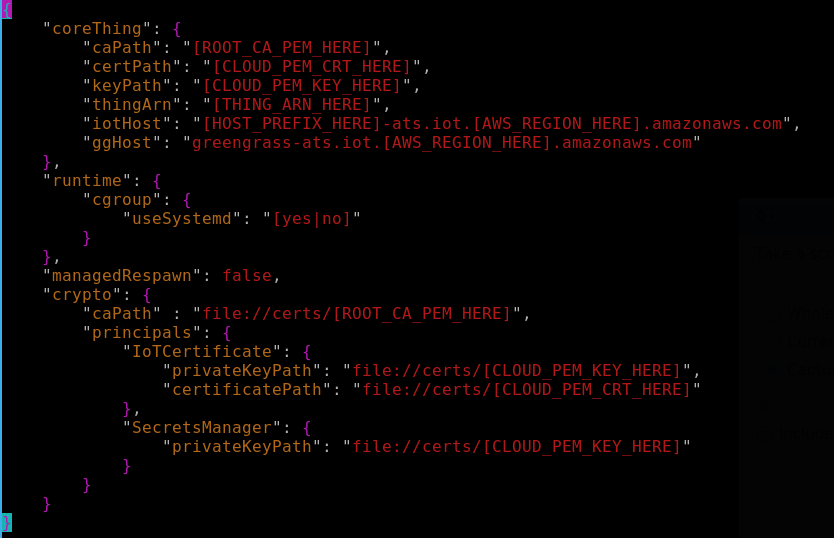 {
    "coreThing": {
        "caPath": "[ROOT_CA_PEM_HERE]",
        "certPath": "[CLOUD_PEM_CRT_HERE]",
        "keyPath": "[CLOUD_PEM_KEY_HERE]",
        "thingArn": "[THING_ARN_HERE]",
        "iotHost": "[HOST_PREFIX_HERE]-ats.iot.[AWS_REGION_HERE].amazonaws.com",
        "ggHost": "greengrass-ats.iot.[AWS_REGION_HERE].amazonaws.com"
    },
    "runtime": {
        "cgroup": {
            "useSystemd": "[yes|no]"
        }
    },
    "managedRespawn": false,
    "crypto": {
        "caPath" : "file://certs/[ROOT_CA_PEM_HERE]",
        "principals": {
            "IoTCertificate": {
                "privateKeyPath": "file://certs/[CLOUD_PEM_KEY_HERE]",
                "certificatePath": "file://certs/[CLOUD_PEM_CRT_HERE]"
            },
            "SecretsManager": {
                "privateKeyPath": "file://certs/[CLOUD_PEM_KEY_HERE]"
            }
        }
    }
}